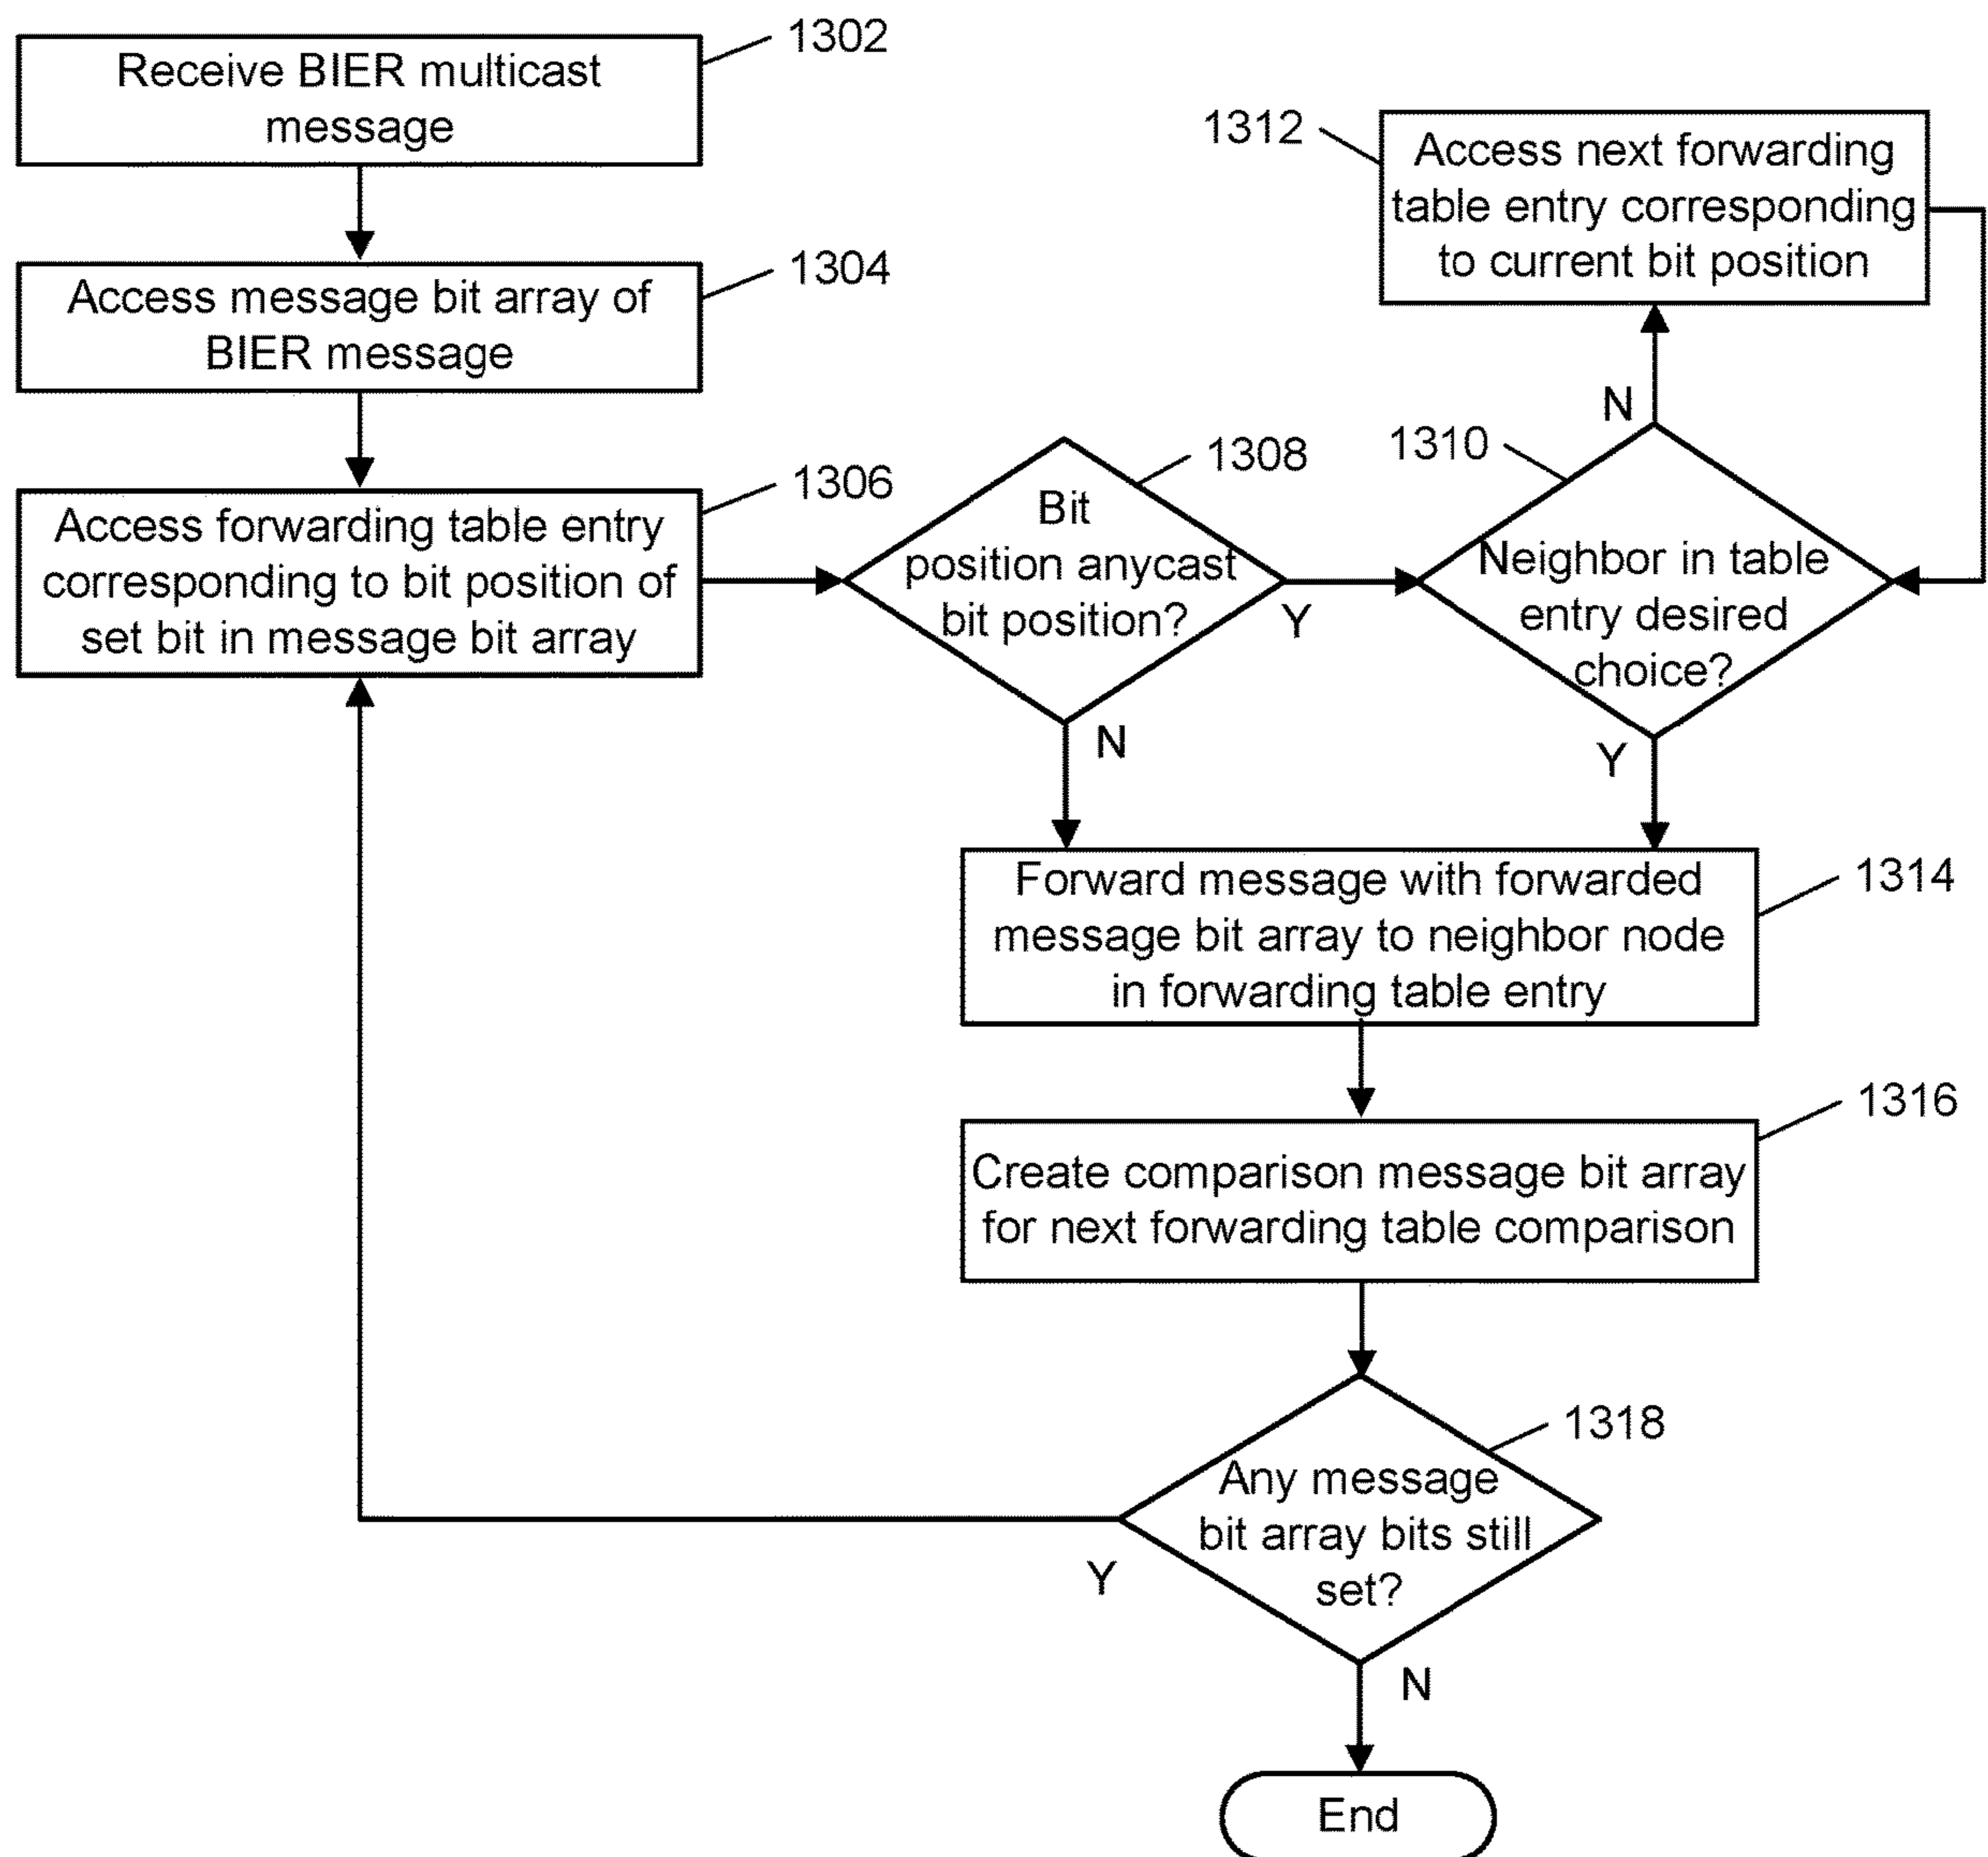 Receive BIER multicast
message
1302
Access message bit array of
BIER message
1304
Access forwarding table entry
corresponding to bit position of
set bit in message bit array
1306
Bit
position anycast
bit position?
1308
Y
N
Neighbor in table
entry desired
choice?
1310
N
Y
Access next forwarding
table entry corresponding
to current bit position
1312
Forward message with forwarded
message bit array to neighbor node
in forwarding table entry
1314
Create comparison message bit array
for next forwarding table comparison
1316
Any message
bit array bits still
set?
1318
Y
N
End